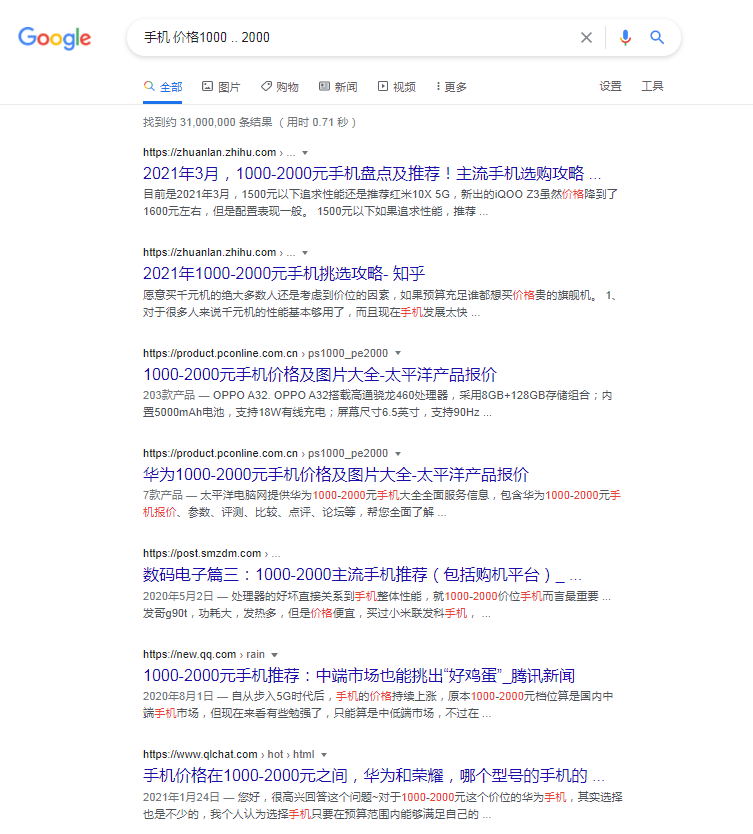 Google
手机 价格1000 .. 2000
全部 图片 购物 新闻 视频 更多 设置 工具
找到约 31,000,000 条结果 （用时 0.71 秒）
https://zhuanlan.zhihu.com › ...
2021年3月，1000-2000元手机盘点及推荐！主流手机选购攻略 ...
目前是2021年3月，1500元以下追求性能还是推荐红米10X 5G，新出的iQOO Z3虽然价格降到了
1600元左右，但是配置表现一般。 1500元以下如果追求性能，推荐 ...
https://zhuanlan.zhihu.com › ...
2021年1000-2000元手机挑选攻略- 知乎
愿意买千元机的绝大多数人还是考虑到价位的因素，如果预算充足谁都想买价格贵的旗舰机。 1、
对于很多人来说千元机的性能基本够用了，而且现在手机发展太快 ...
https://product.pconline.com.cn › ps1000_pe2000
1000-2000元手机价格及图片大全-太平洋产品报价
203款产品 — OPPO A32. OPPO A32搭载高通骁龙460处理器，采用8GB+128GB存储组合；内
置5000mAh电池，支持18W有线充电；屏幕尺寸6.5英寸，支持90Hz ...
https://product.pconline.com.cn › ps1000_pe2000
华为1000-2000元手机价格及图片大全-太平洋产品报价
7款产品 — 太平洋电脑网提供华为1000-2000元手机大全全面服务信息，包含华为1000-2000元手
机报价、参数、评测、比较、点评、论坛等，帮您全面了解 ...
https://post.smzdm.com › ...
数码电子篇三：1000-2000主流手机推荐（包括购机平台）_ ...
2020年5月2日 — 处理器的好坏直接关系到手机整体性能，就1000-2000价位手机而言最重要 ...
发哥g90t，功耗大，发热多，但是价格便宜，买过小米联发科手机， ...
https://new.qq.com › rain
1000-2000元手机推荐：中端市场也能挑出“好鸡蛋”_腾讯新闻
2020年8月1日 — 自从步入5G时代后，手机的价格持续上涨，原本1000-2000元档位算是国内中
端手机市场，但现在来看有些勉强了，只能算是中低端市场，不过在 ...
https://www.qlchat.com › hot › html
手机价格在1000-2000元之间，华为和荣耀，哪个型号的手机的 ...
2021年1月24日 — 您好，很高兴回答这个问题~对于1000-2000元这个价位的华为手机，其实选择
也是不少的，我个人认为选择手机只要在预算范围内能够满足自己的 ...